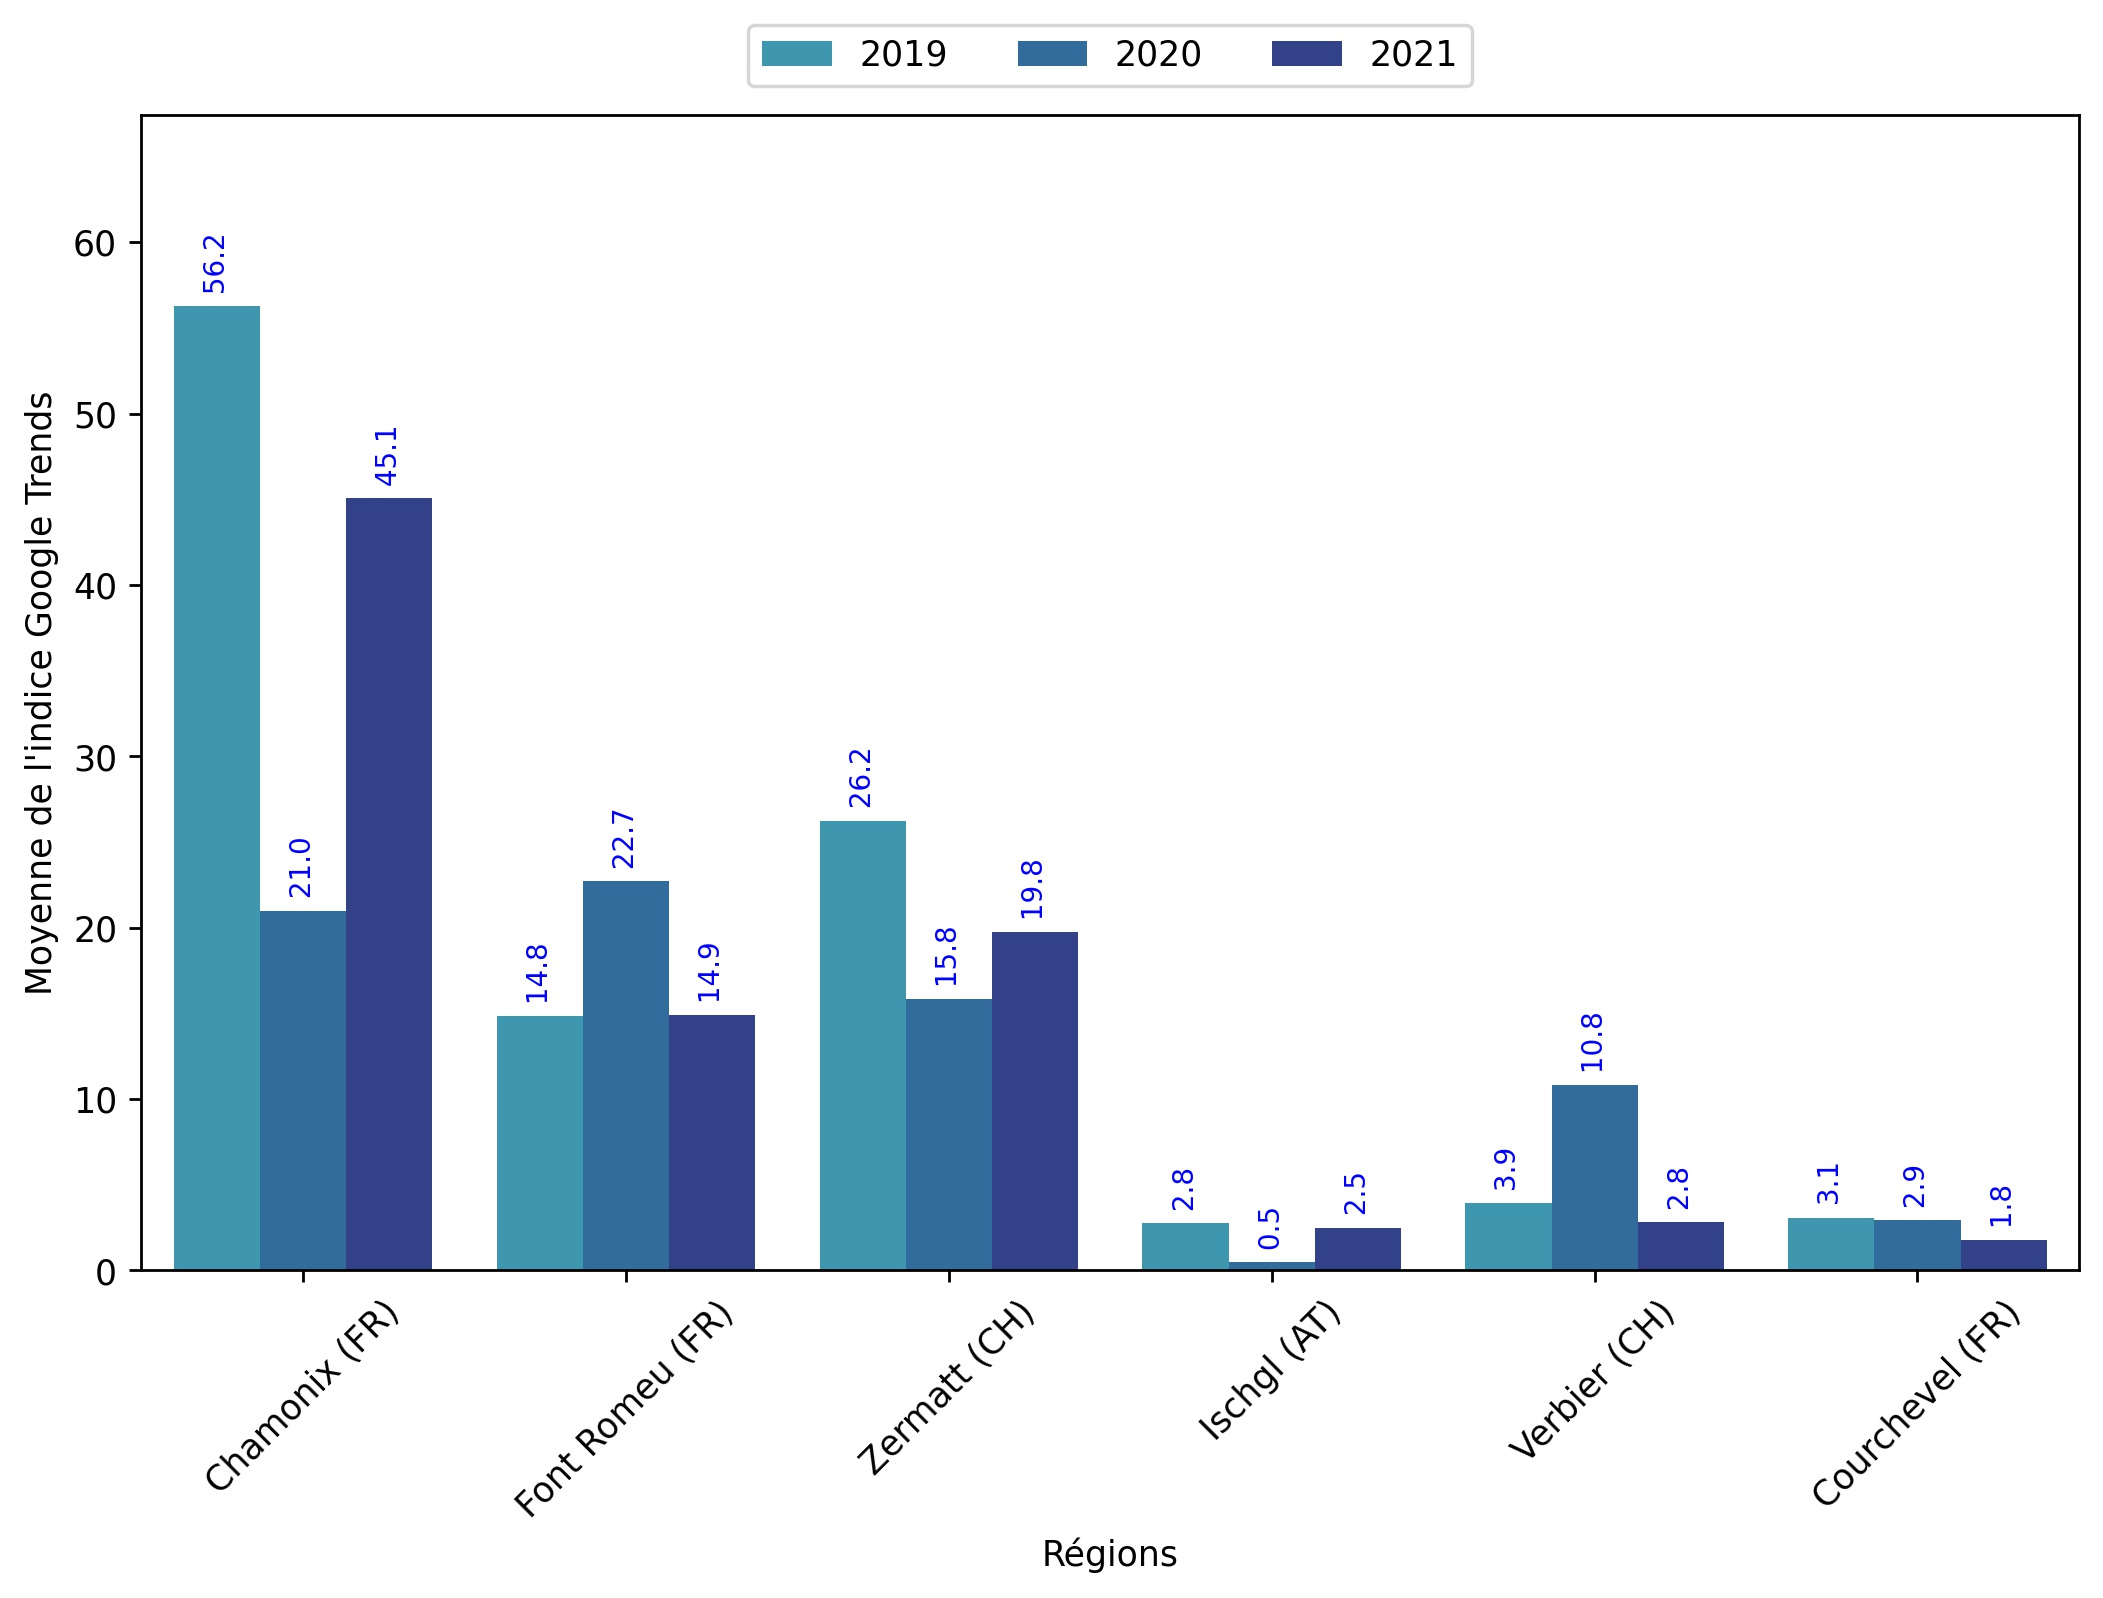 2019 2020 2021
Moyenne de l'indice Google Trends
60
50
40
30
20
10
0
56.2
21.0
45.1
14.8
22.7
14.9
26.2
15.8
19.8
2.8
0.5
2.5
3.9
10.8
2.8
3.1
2.9
1.8
Chamonix (FR)
Font Romeu (FR)
Zermatt (CH)
Ischgl (AT)
Verbier (CH)
Courchevel (FR)
Régions